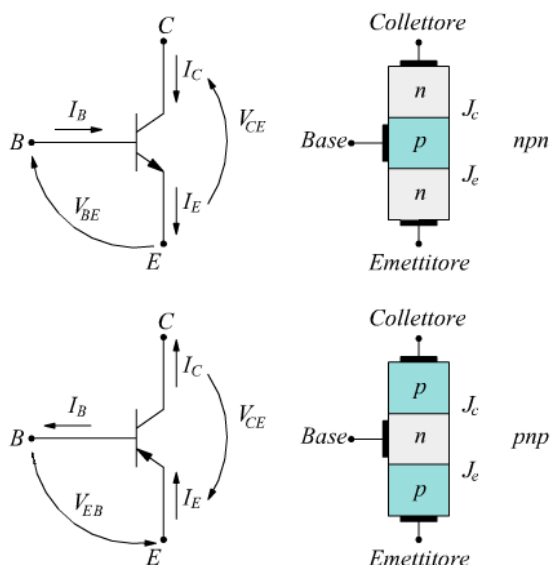 C
I_C
I_B
V_CE
B
V_BE
I_E
E
Collettore
n
J_c
Base
p
npn
J_e
n
Emettitore
C
I_C
I_B
V_CE
B
I_E
V_EB
E
Collettore
p
J_c
Base
n
pnp
J_e
p
Emettitore